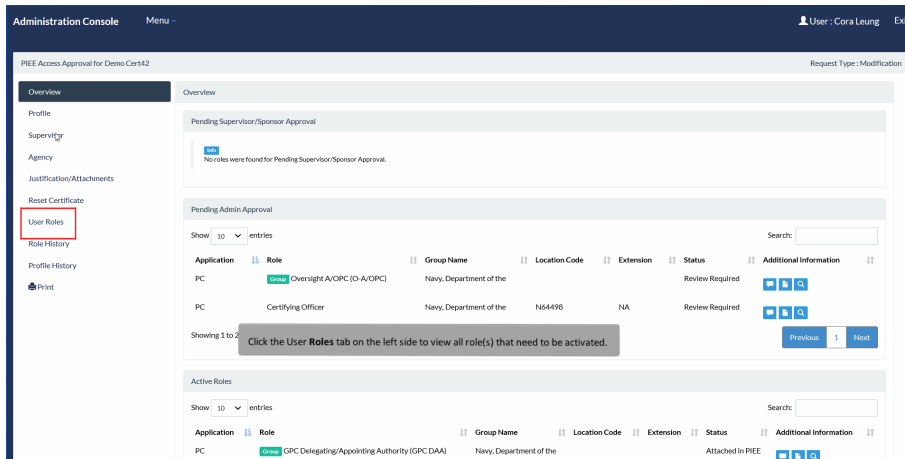 Administration Console Menu User : Cora Leung Exi
PIEE Access Approval for Demo Cert42 Request Type : Modification
Overview
Profile
Supervisor
Agency
Justification/Attachments
Reset Certificate
User Roles
Role History
Profile History
Print
Overview
Pending Supervisor/Sponsor Approval
Info
No roles were found for Pending Supervisor/Sponsor Approval.
Pending Admin Approval
Show 10 entries Search:
Application Role Group Name Location Code Extension Status Additional Information
PC Group Oversight A/OPC (O-A/OPC) Navy, Department of the Review Required
PC Certifying Officer Navy, Department of the N64498 NA Review Required
Showing 1 to 2 Previous 1 Next
Click the User Roles tab on the left side to view all role(s) that need to be activated.
Active Roles
Show 10 entries Search:
Application Role Group Name Location Code Extension Status Additional Information
PC Group GPC Delegating/Appointing Authority (GPC DAA) Navy, Department of the Attached in PIEE